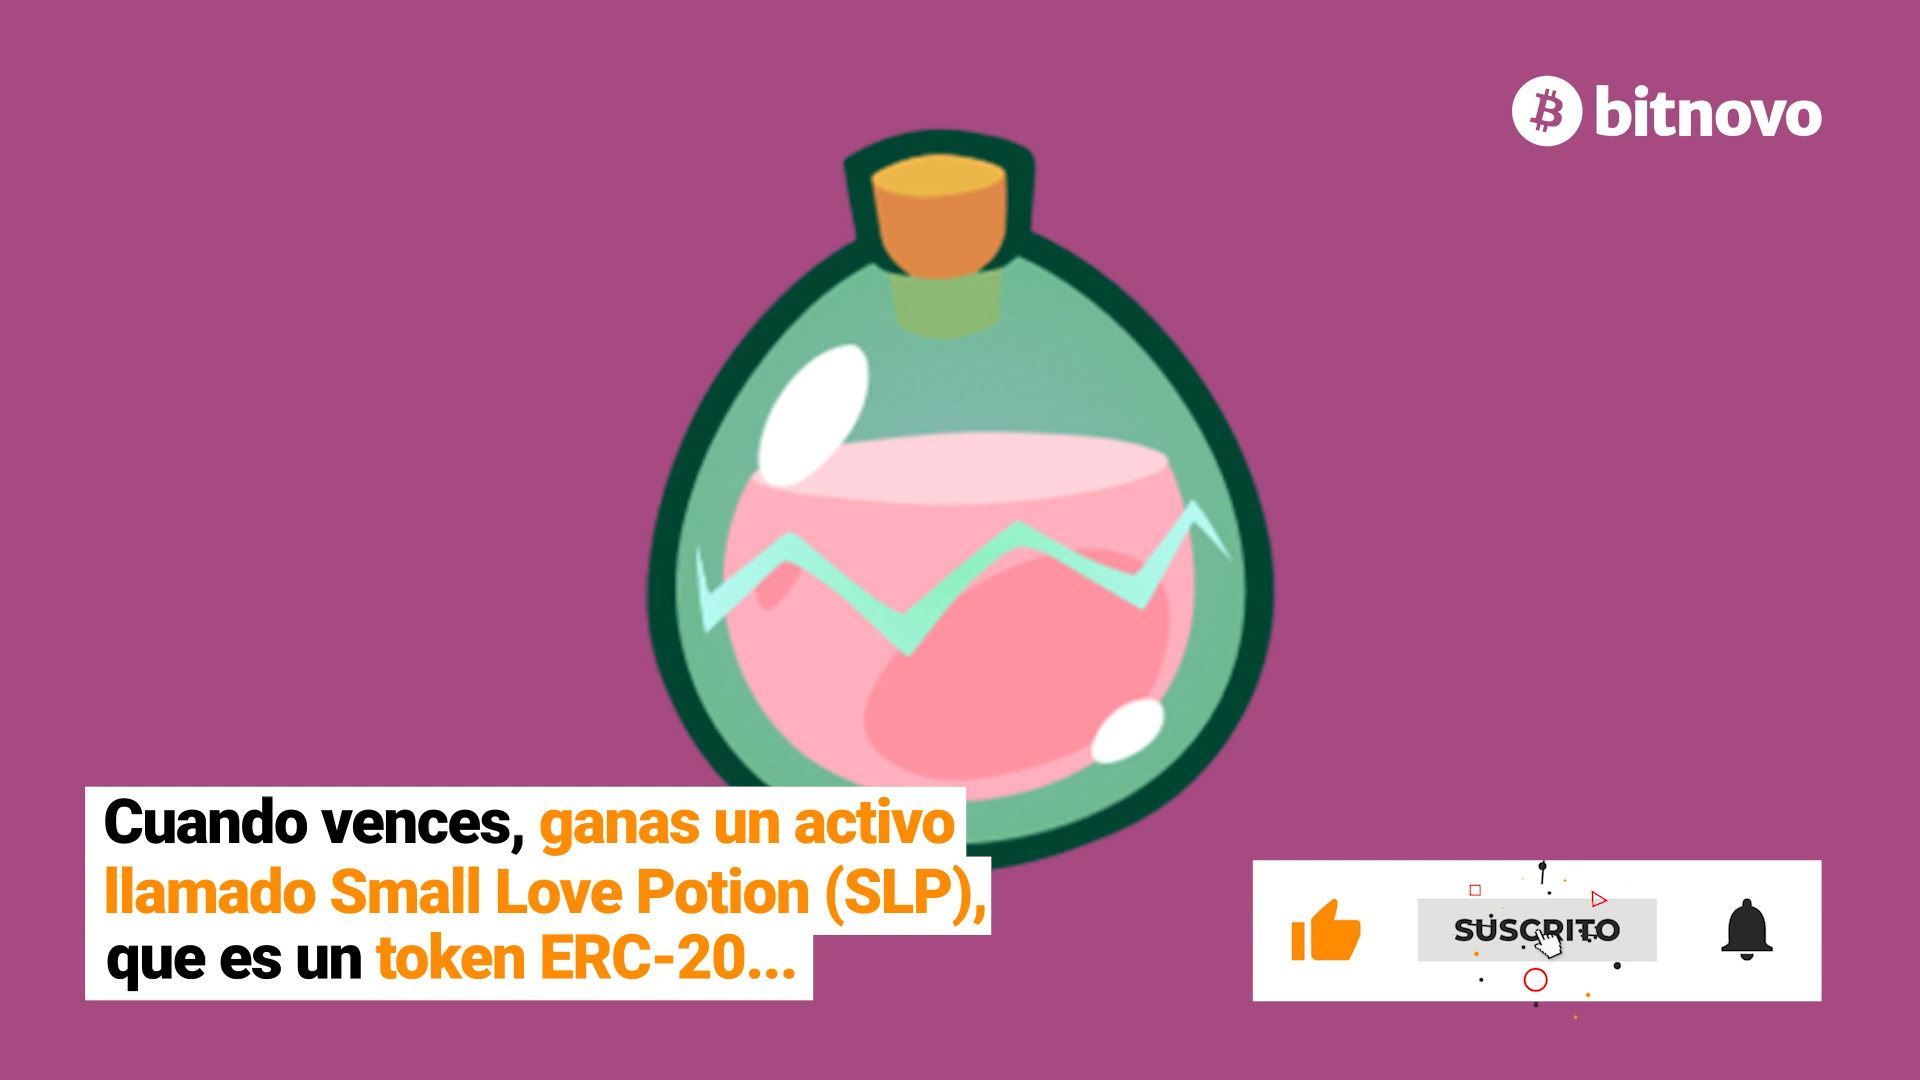 bitnovo
Cuando vences, ganas un activo
llamado Small Love Potion (SLP),
que es un token ERC-20...
SUSCRITO